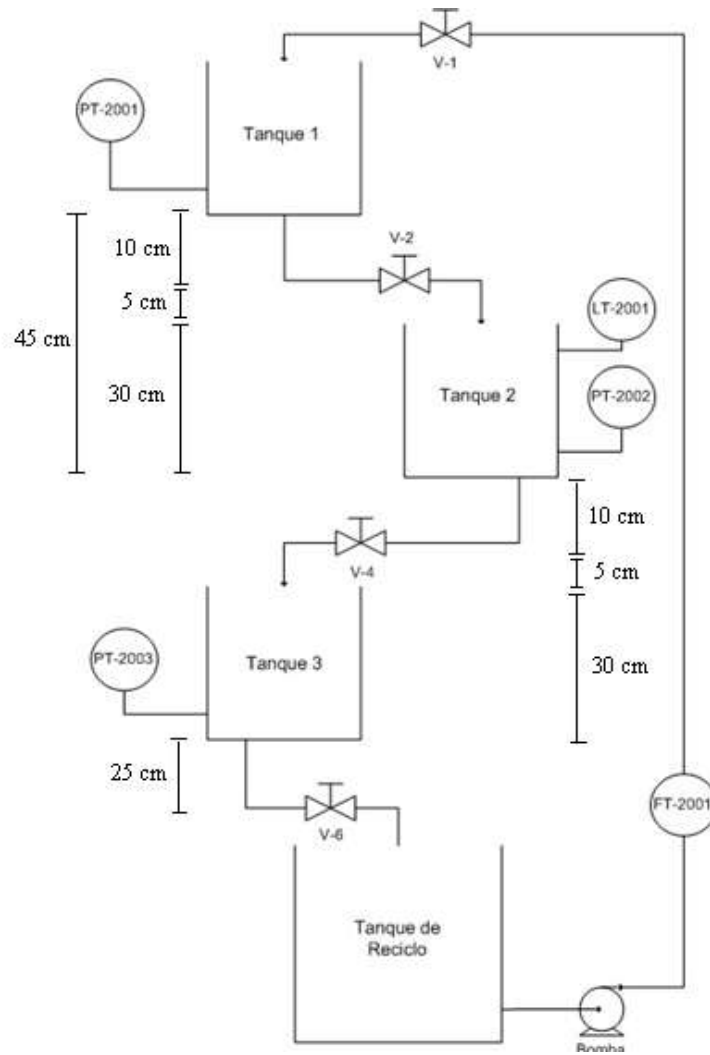 V-1
PT-2001
Tanque 1
10 cm
V-2
5 cm
45 cm
LT-2001
30 cm
Tanque 2
PT-2002
10 cm
V-4
5 cm
PT-2003
Tanque 3
30 cm
25 cm
FT-2001
V-6
Tanque de
Reciclo
Bomba